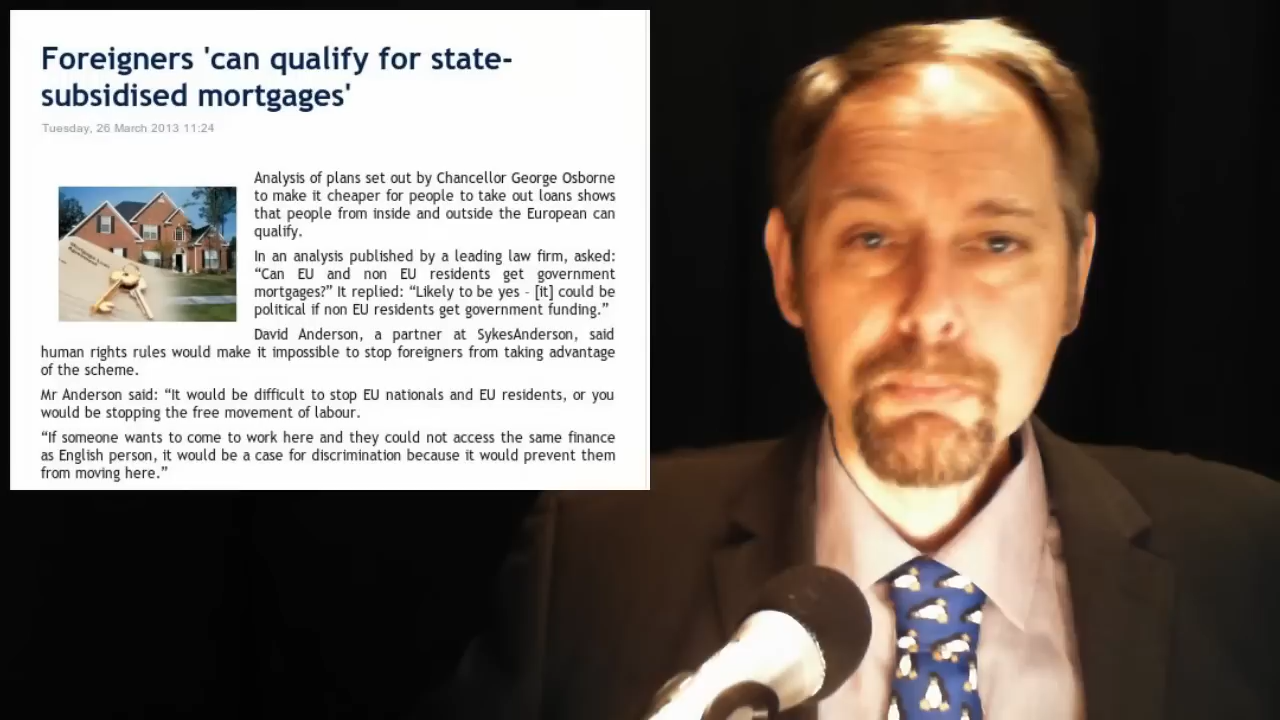 Foreigners 'can qualify for state-
subsidised mortgages'
Tuesday, 26 March 2013 11:24
Analysis of plans set out by Chancellor George Osborne
to make it cheaper for people to take out loans shows
that people from inside and outside the European can
qualify.
In an analysis published by a leading law firm, asked:
“Can EU and non EU residents get government
mortgages?” It replied: “Likely to be yes - [it] could be
political if non EU residents get government funding.”
David Anderson, a partner at SykesAnderson, said
human rights rules would make it impossible to stop foreigners from taking advantage
of the scheme.
Mr Anderson said: “It would be difficult to stop EU nationals and EU residents, or you
would be stopping the free movement of labour.
“If someone wants to come to work here and they could not access the same finance
as English person, it would be a case for discrimination because it would prevent them
from moving here.”